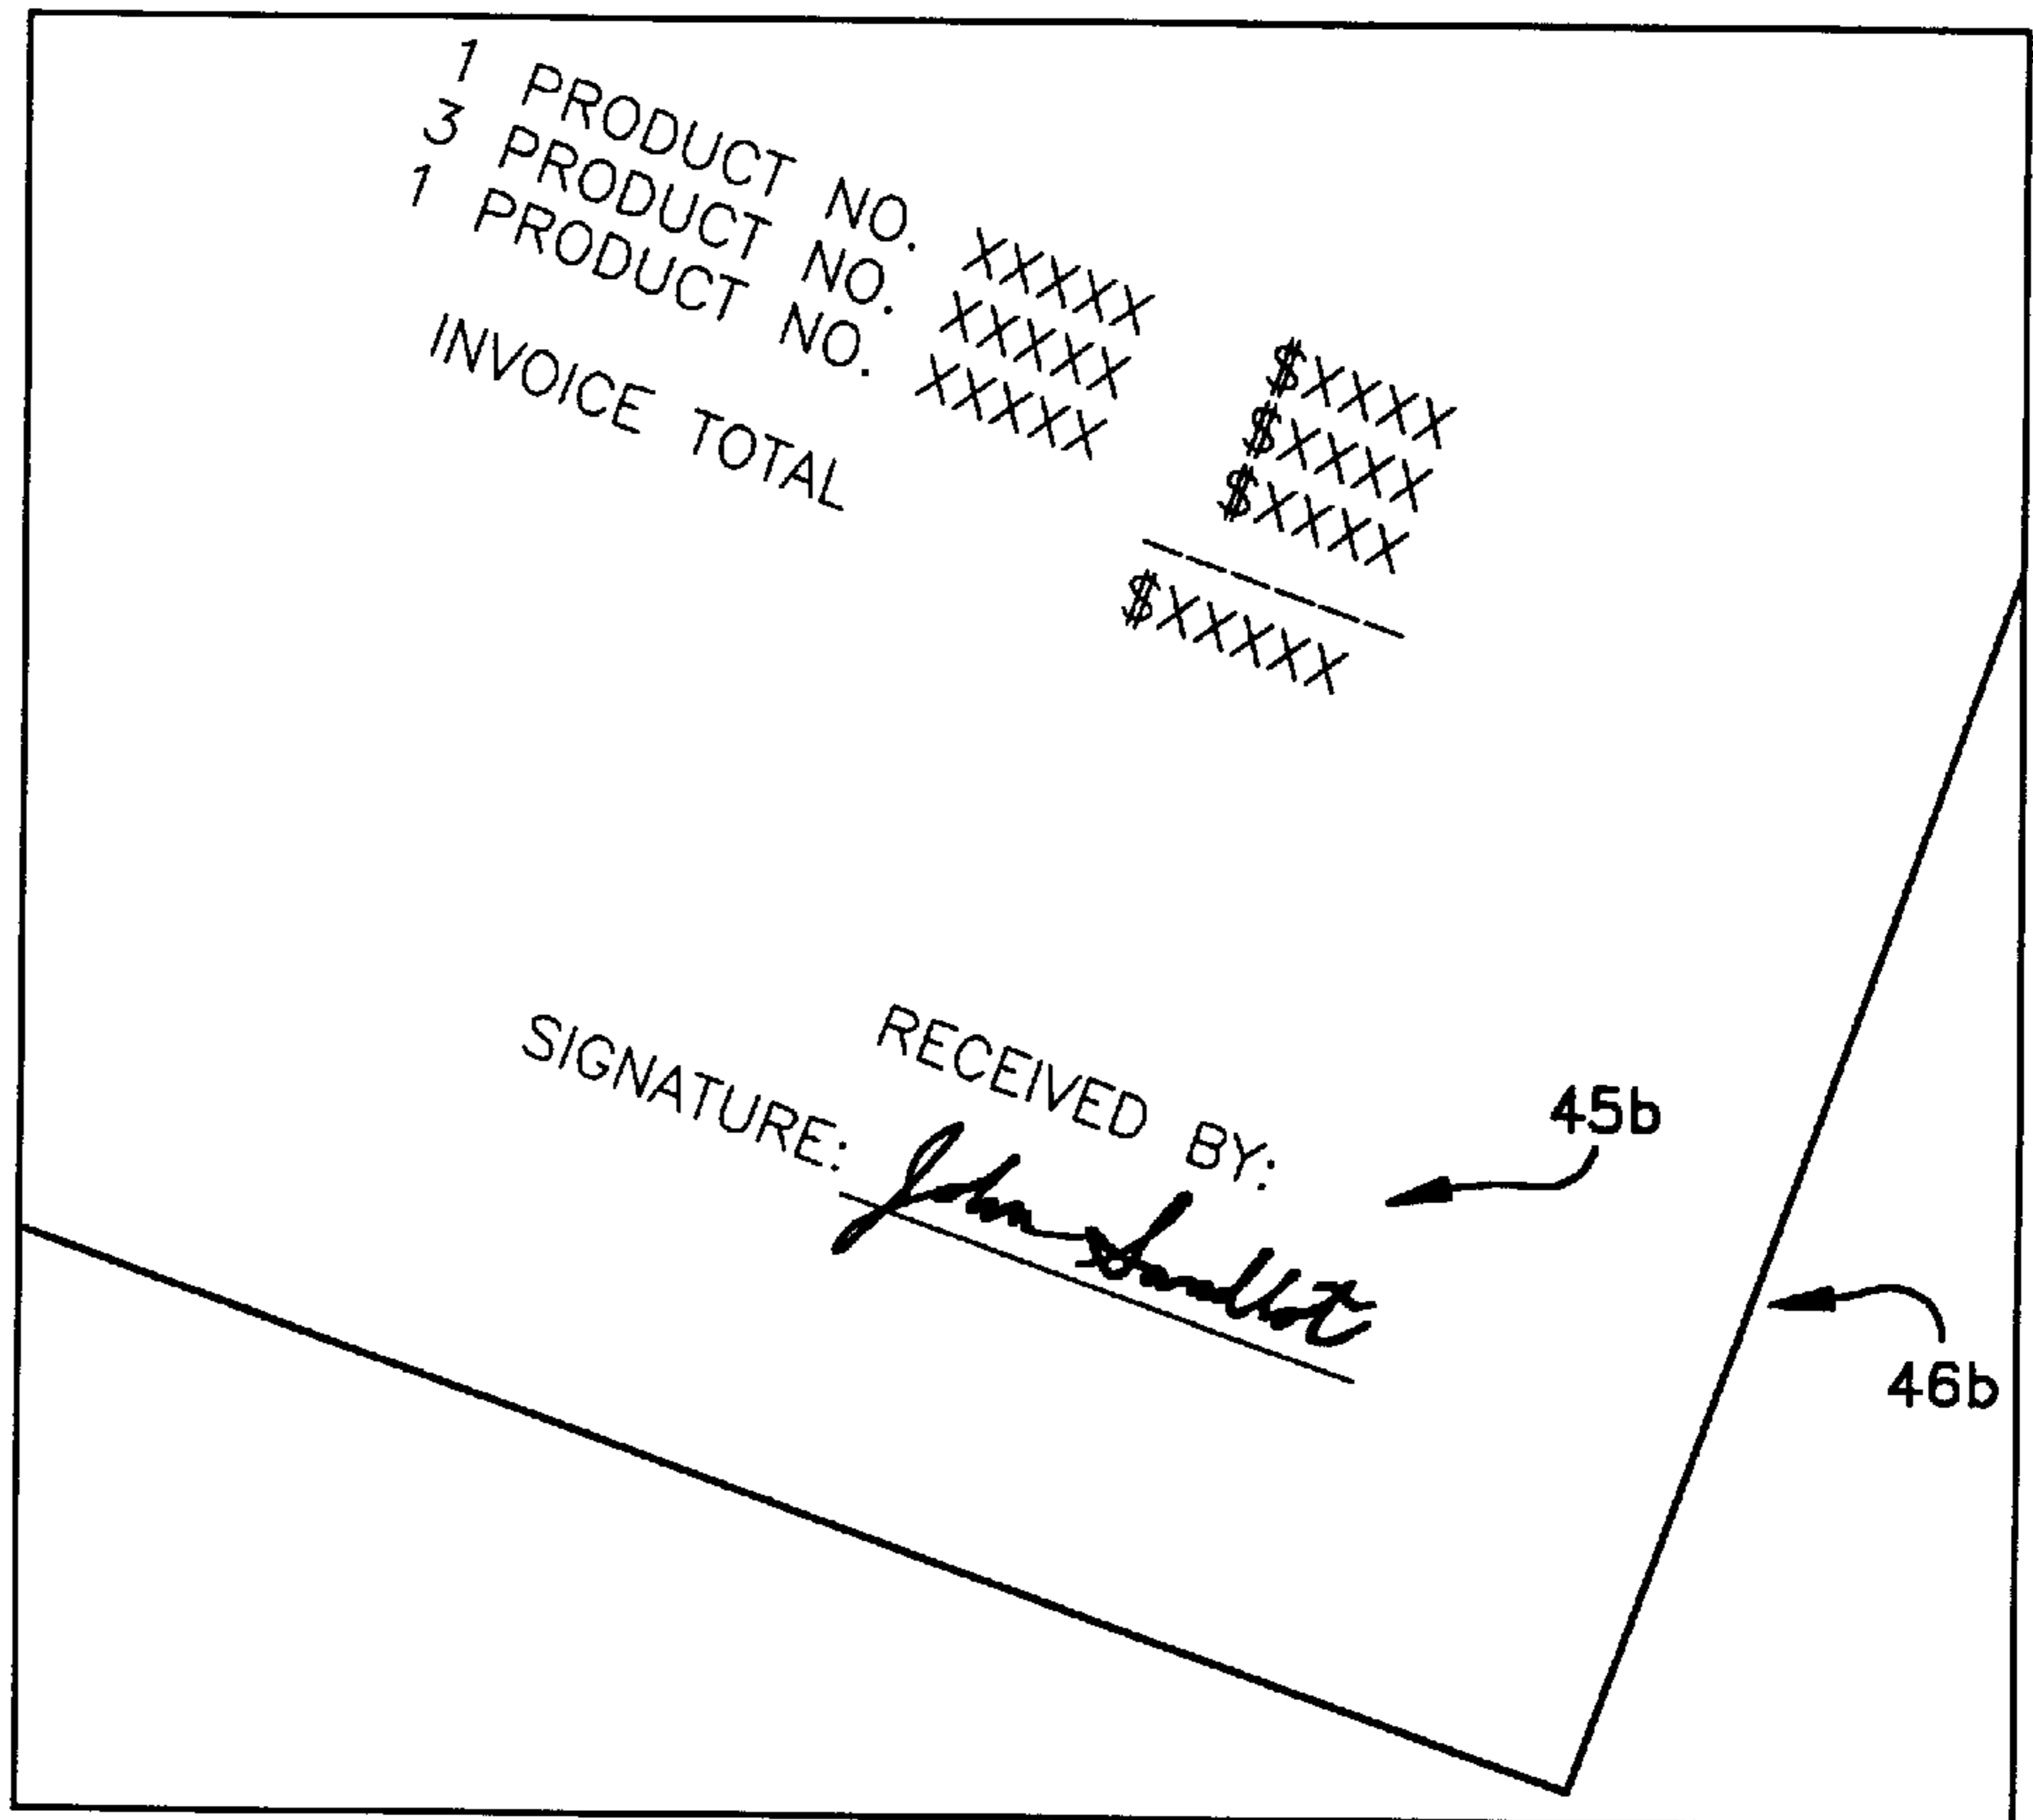 1 PRODUCT NO. XXXXX $XXXX
3 PRODUCT NO. XXXXX $XXXX
1 PRODUCT NO. XXXXX $XXXX
INVOICE TOTAL $XXXXX
RECEIVED BY:
SIGNATURE: John
45b
46b